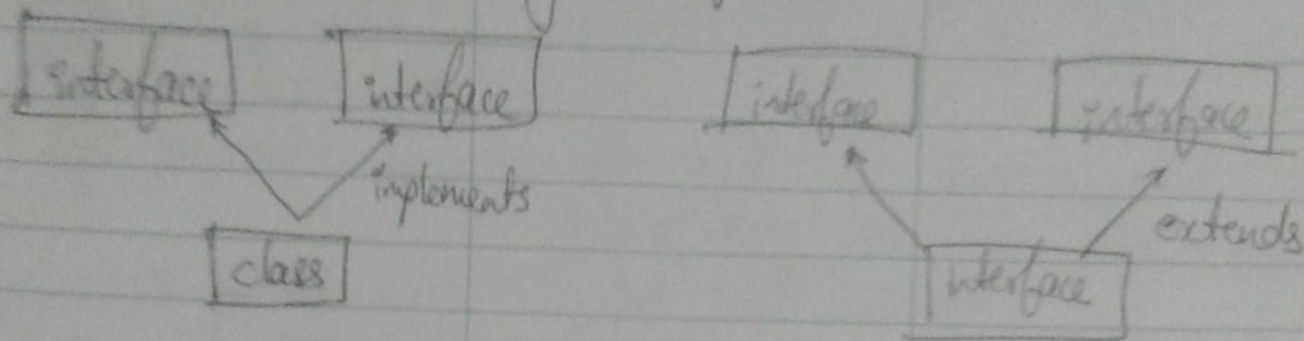 interface interface interface interface
implements
extends
class
interface